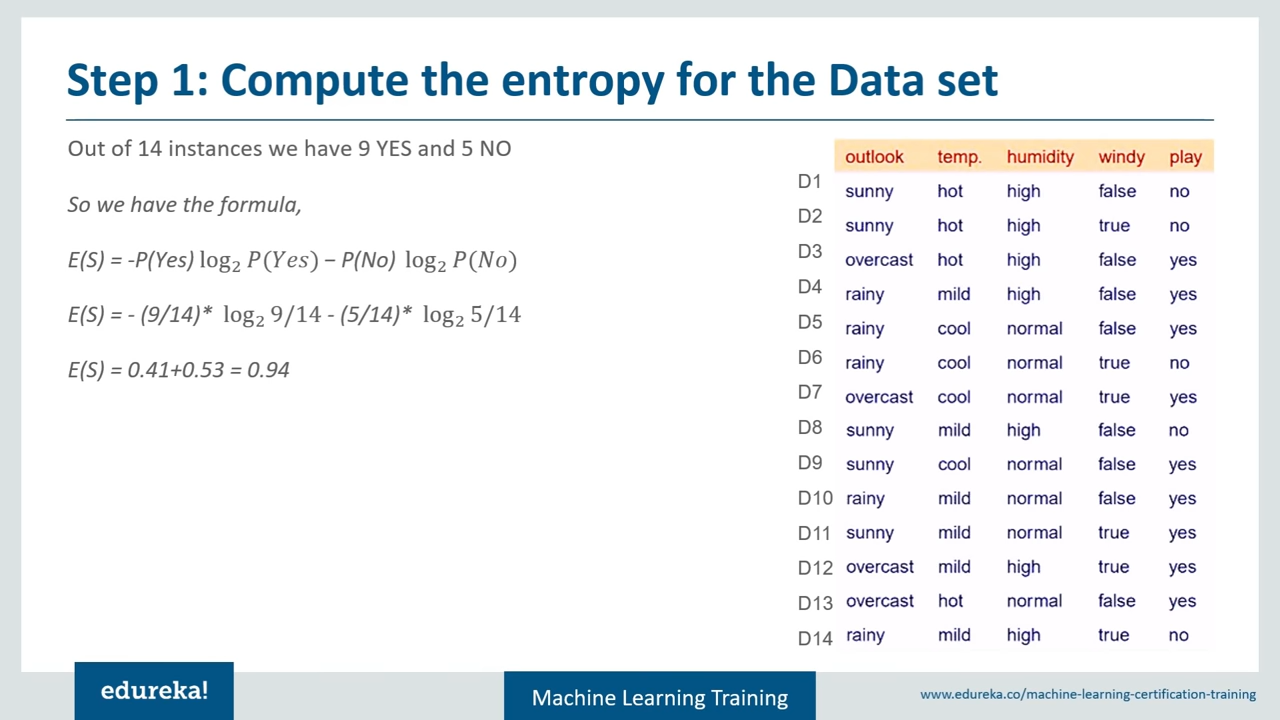 Step 1: Compute the entropy for the Data set
Out of 14 instances we have 9 YES and 5 NO
So we have the formula,
E(S) = -P(Yes) log₂ P(Yes) − P(No) log₂ P(No)
E(S) = - (9/14)* log₂ 9/14 - (5/14)* log₂ 5/14
E(S) = 0.41+0.53 = 0.94
outlook temp. humidity windy play
D1 sunny hot high false no
D2 sunny hot high true no
D3 overcast hot high false yes
D4 rainy mild high false yes
D5 rainy cool normal false yes
D6 rainy cool normal true no
D7 overcast cool normal true yes
D8 sunny mild high false no
D9 sunny cool normal false yes
D10 rainy mild normal false yes
D11 sunny mild normal true yes
D12 overcast mild high true yes
D13 overcast hot normal false yes
D14 rainy mild high true no
edureka!
Machine Learning Training
www.edureka.co/machine-learning-certification-training